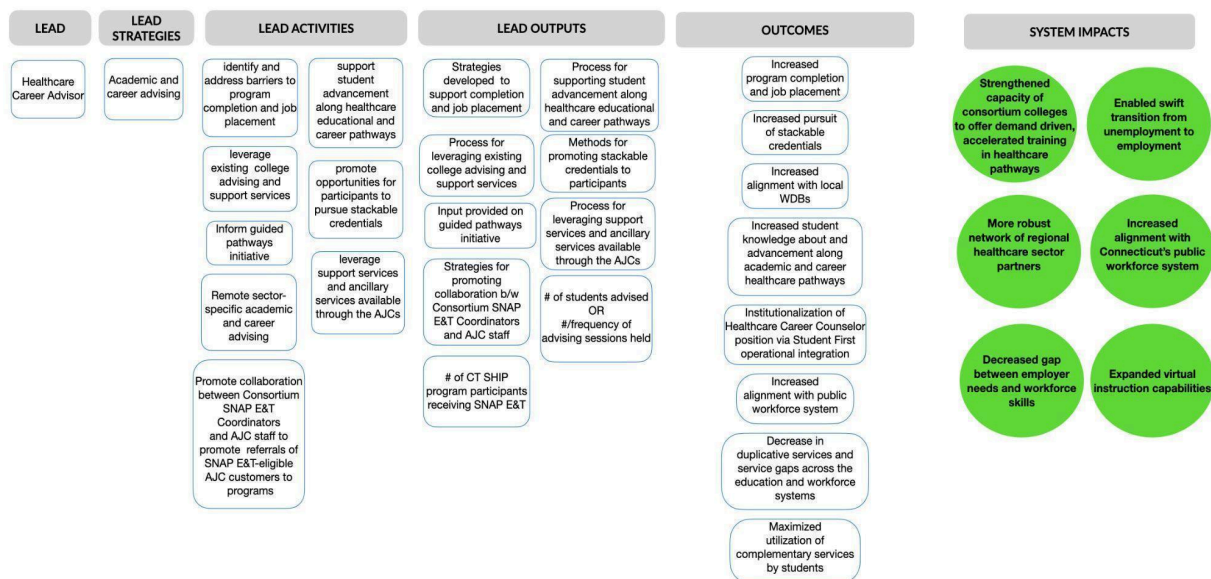 LEAD
LEAD
STRATEGIES
LEAD ACTIVITIES
LEAD OUTPUTS
OUTCOMES
SYSTEM IMPACTS
Healthcare
Career Advisor
Academic and
career advising
identify and
address barriers to
program
completion and job
placement
leverage
existing college
advising and
support services
Inform guided
pathways
initiative
Remote sector-
specific academic
and career
advising
Promote collaboration
between Consortium
SNAP E&T
Coordinators
and AJC staff to
promote referrals of
SNAP E&T-eligible
AJC customers to
programs
support
student
advancement
along healthcare
educational and
career pathways
promote
opportunities for
participants to
pursue stackable
credentials
leverage
support services
and ancillary
services available
through the AJCs
Strategies
developed to
support completion
and job placement
Process for
leveraging existing
college advising and
support services
Input provided on
guided pathways
initiative
Strategies for
promoting
collaboration b/w
Consortium SNAP
E&T Coordinators
and AJC staff
# of CT SHIP
program participants
receiving SNAP E&T
Process for
supporting student
advancement along
healthcare educational
and career pathways
Methods for
promoting stackable
credentials to
participants
Process for
leveraging support
services and ancillary
services available
through the AJCs
# of students advised
OR
#/frequency of
advising sessions held
Increased
program completion
and job placement
Increased pursuit
of stackable
credentials
Increased
alignment with local
WDBs
Increased student
knowledge about and
advancement along
academic and career
healthcare pathways
Institutionalization of
Healthcare Career Counselor
position via Student First
operational integration
Increased
alignment with public
workforce system
Decrease in
duplicative services and
service gaps across the
education and workforce
systems
Maximized
utilization of
complementary services
by students
Strengthened
capacity of
consortium colleges
to offer demand driven,
accelerated training
in healthcare
pathways
Enabled swift
transition from
unemployment to
employment
More robust
network of regional
healthcare sector
partners
Increased
alignment with
Connecticut's public
workforce system
Decreased gap
between employer
needs and workforce
skills
Expanded virtual
instruction capabilities